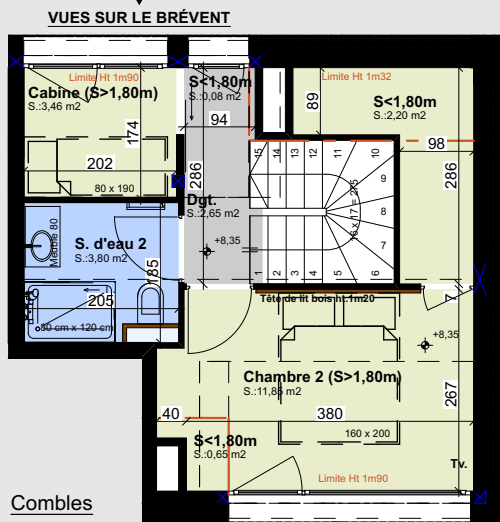 VUES SUR LE BRÉVENT
Limite Ht 1m90
Cabine (S>1,80m)
S.:3,46 m2
S<1,80m
S.:0,08 m2
Limite Ht 1m32
S<1,80m
S.:2,20 m2
89
94
174
98
202
80 x 190
286
286
15 14 13 12 11 10
9
8
7
16 x 17 = 275
1 2 3 4 5 6
Dgt.
S.:2,65 m2
+8,35
Meuble 80
S. d'eau 2
S.:3,80 m2
185
205
80 cm x 120 cm
Tête de lit bois ht:1m20
7
+8,35
Chambre 2 (S>1,80m)
S.:11,85 m2
267
40
380
160 x 200
S<1,80m
S.:0,65 m2
Tv.
Limite Ht 1m90
Combles